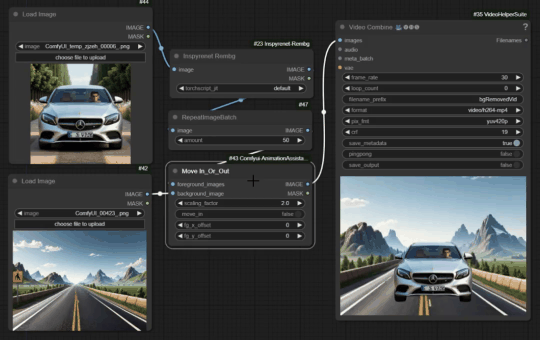 #44
Load Image
IMAGE
MASK
image ComfyUI_temp_zpeih_00006_.png
choose file to upload
#42
Load Image
IMAGE
MASK
image ComfyUI_00423_.png
choose file to upload
#23 Inspyrenet-Rembg
Inspyrenet Rembg
image
IMAGE
MASK
torchscript_jit default
#47
RepeatImageBatch
image
IMAGE
amount 50
#43 Comfyui-AnimationAssista
Move In_Or_Out
foreground_images
IMAGE
background_image
MASK
scaling_factor 2.0
move_in false
fg_x_offset 0
fg_y_offset 0
#35 VideoHelperSuite
Video Combine
?
images
Filenames
audio
meta_batch
vae
frame_rate 30
loop_count 0
filename_prefix bgRemovedVid
format video/h264-mp4
pix_fmt yuv420p
crf 19
save_metadata true
pingpong false
save_output false